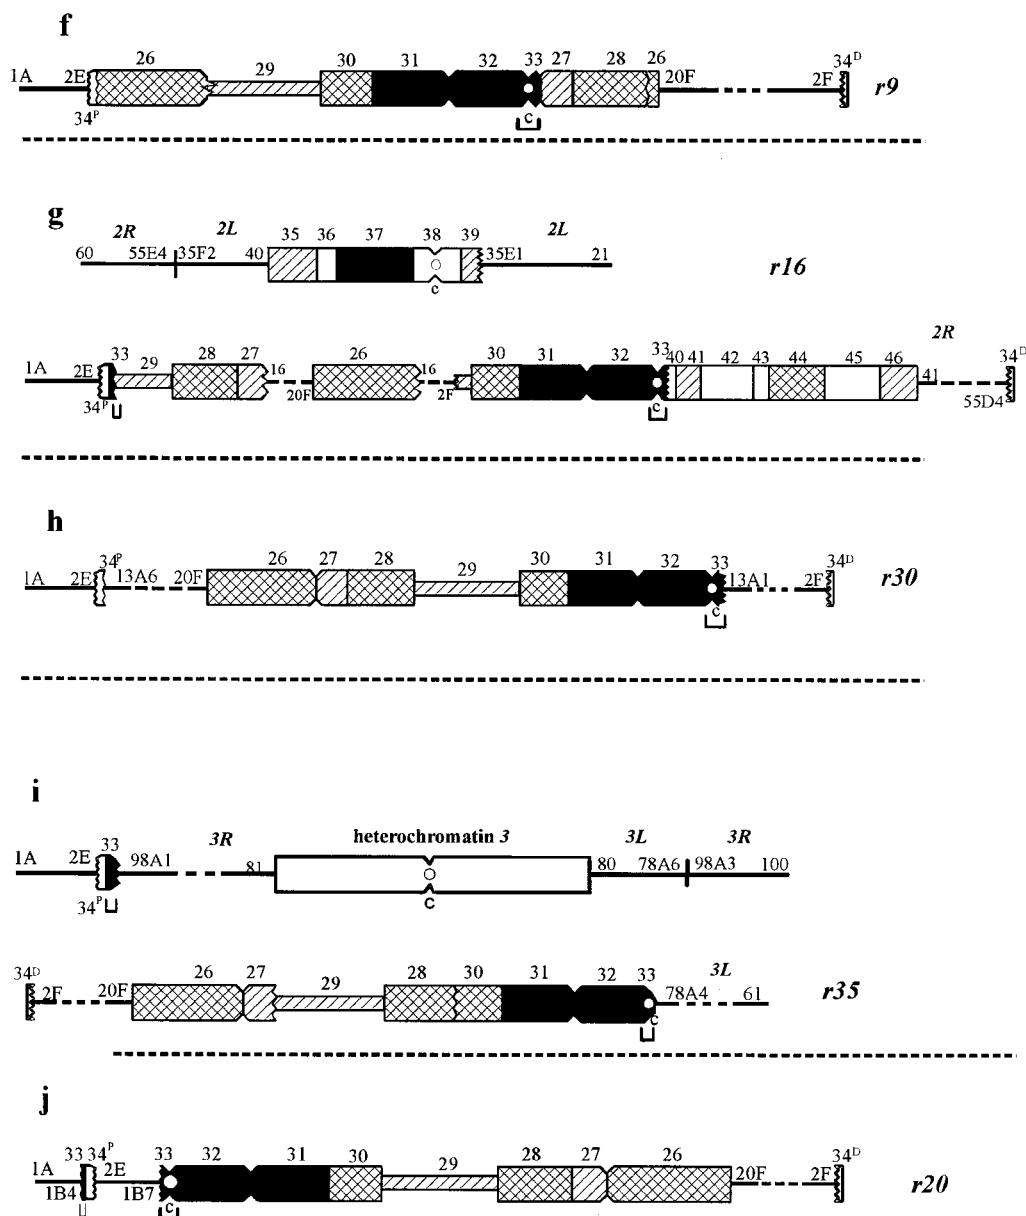 f
26 29 30 31 32 33 27 28 26 34ᴰ
1A 2E 20F 2F r9
34ᴾ c
g
2R 2L 35 36 37 38 39 2L
60 55E4 35F2 40 35E1 21 r16
c
2R
33 29 28 27 26 30 31 32 33 40 41 42 43 44 45 46 34ᴰ
1A 2E 16 16 41
20F 2F 55D4
34ᴾ c
h
34ᴾ 26 27 28 29 30 31 32 33 34ᴰ
1A 2E 13A6 20F 13A1 2F r30
c
i
33 3R heterochromatin 3 3L 3R
1A 2E 98A1 81 80 78A6 98A3 100
34ᴾ c
34ᴰ 26 27 29 28 30 31 32 33 3L
2F 20F 78A4 61 r35
c
j
33 34ᴾ 33 32 31 30 29 28 27 26 34ᴰ
1A 2E 20F 2F r20
1B4 1B7
c